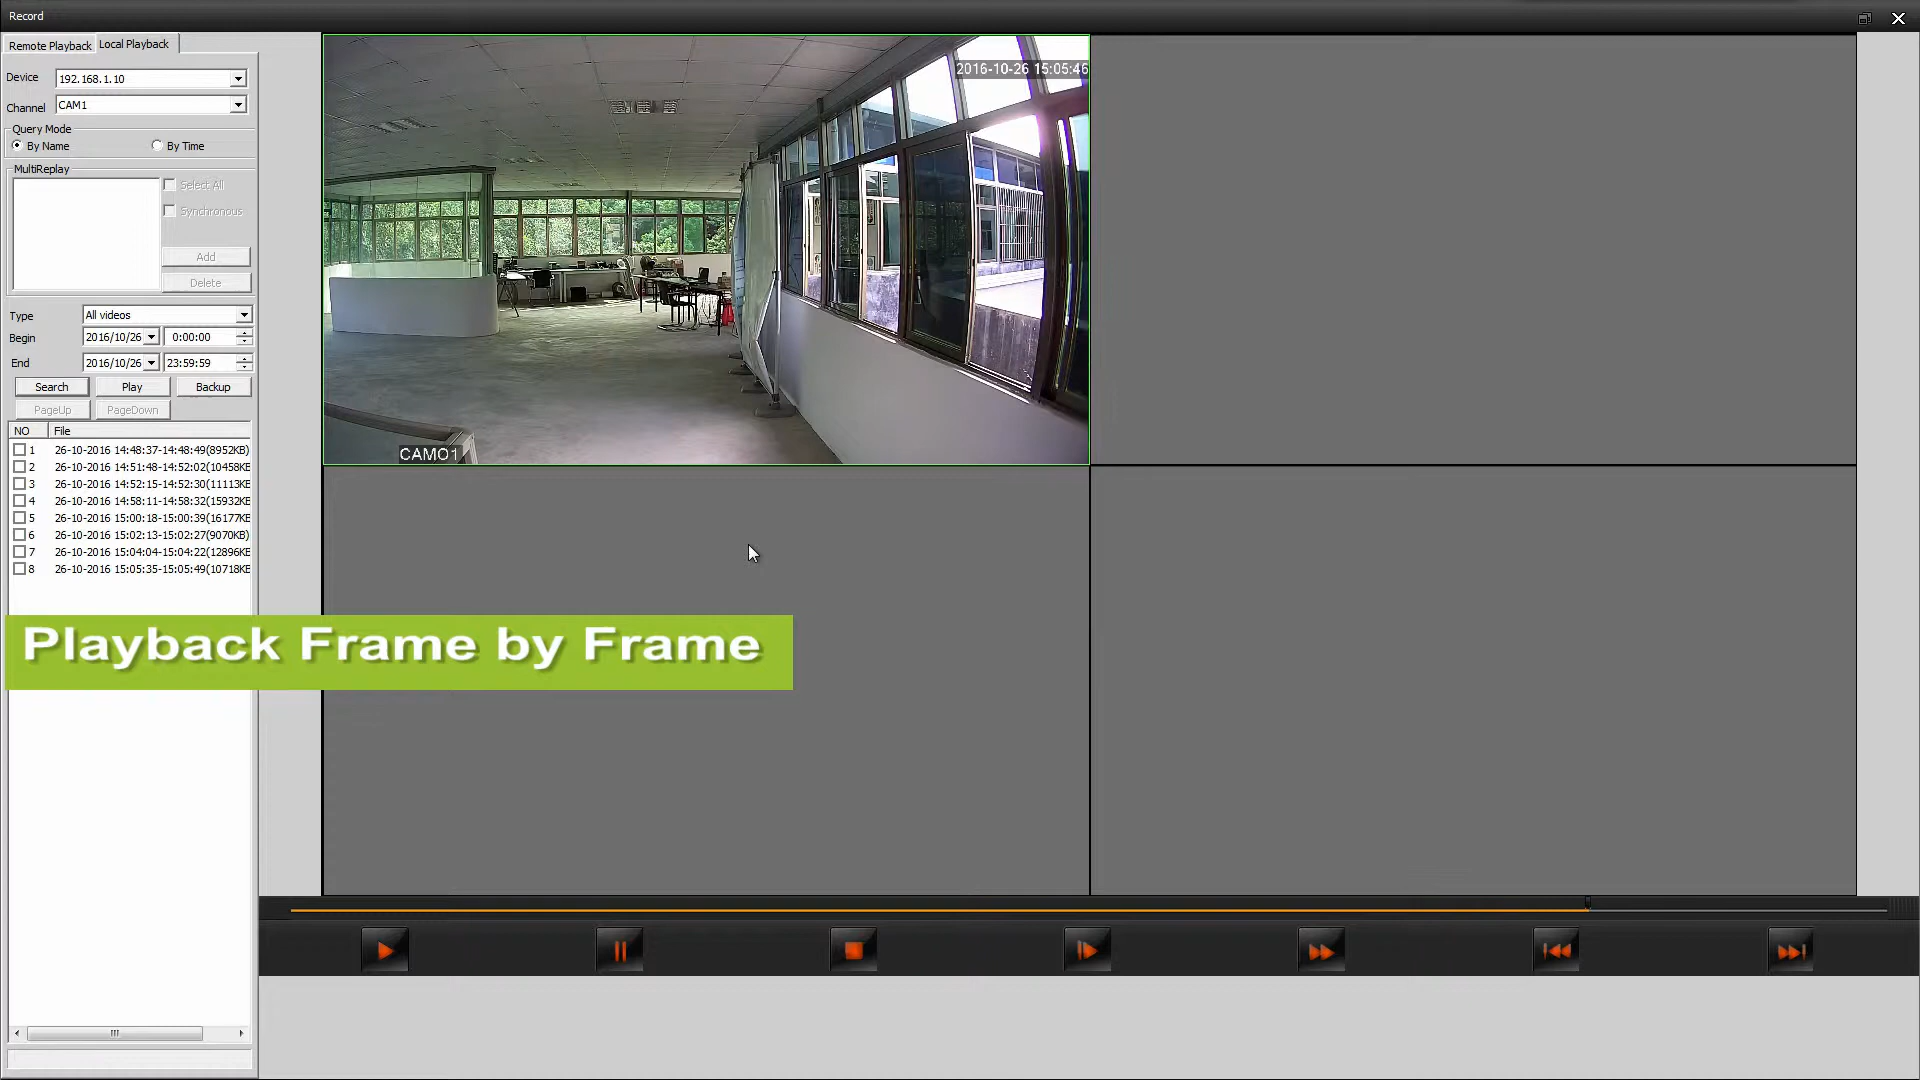 Record
Remote Playback Local Playback
Device 192.168.1.10
Channel CAM1
Query Mode
By Name By Time
MultiReplay
Select All
Synchronous
Add
Delete
Type All videos
Begin 2016/10/26 0:00:00
End 2016/10/26 23:59:59
Search Play Backup
PageUp PageDown
NO File
1 26-10-2016 14:48:37-14:48:49(8952KB)
2 26-10-2016 14:51:48-14:52:02(10458KB
3 26-10-2016 14:52:15-14:52:30(11113KB
4 26-10-2016 14:58:11-14:58:32(15932KB
5 26-10-2016 15:00:18-15:00:39(16177KB
6 26-10-2016 15:02:13-15:02:27(9070KB)
7 26-10-2016 15:04:04-15:04:22(12896KB
8 26-10-2016 15:05:35-15:05:49(10718KB
2016-10-26 15:05:46
CAMO1
Playback Frame by Frame